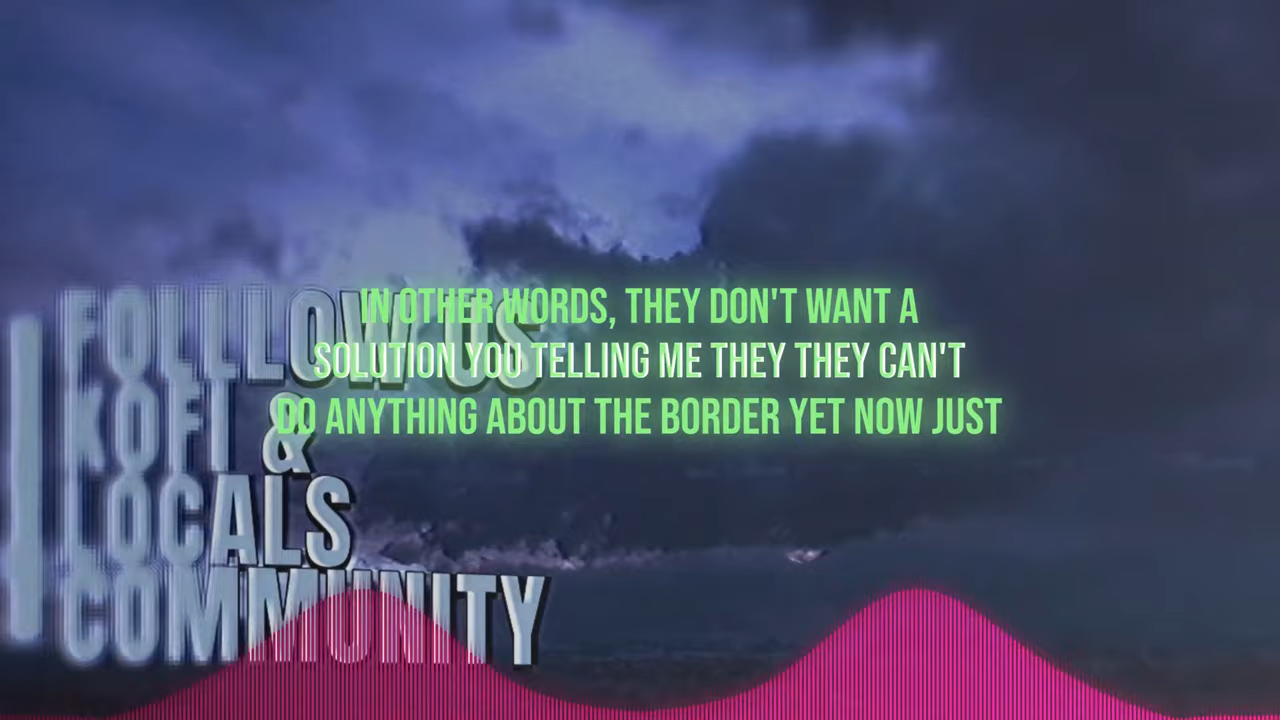 FOLLLOW US
KOFI &
LOCALS
COMMUNITY
IN OTHER WORDS, THEY DON'T WANT A
SOLUTION YOU TELLING ME THEY THEY CAN'T
DO ANYTHING ABOUT THE BORDER YET NOW JUST